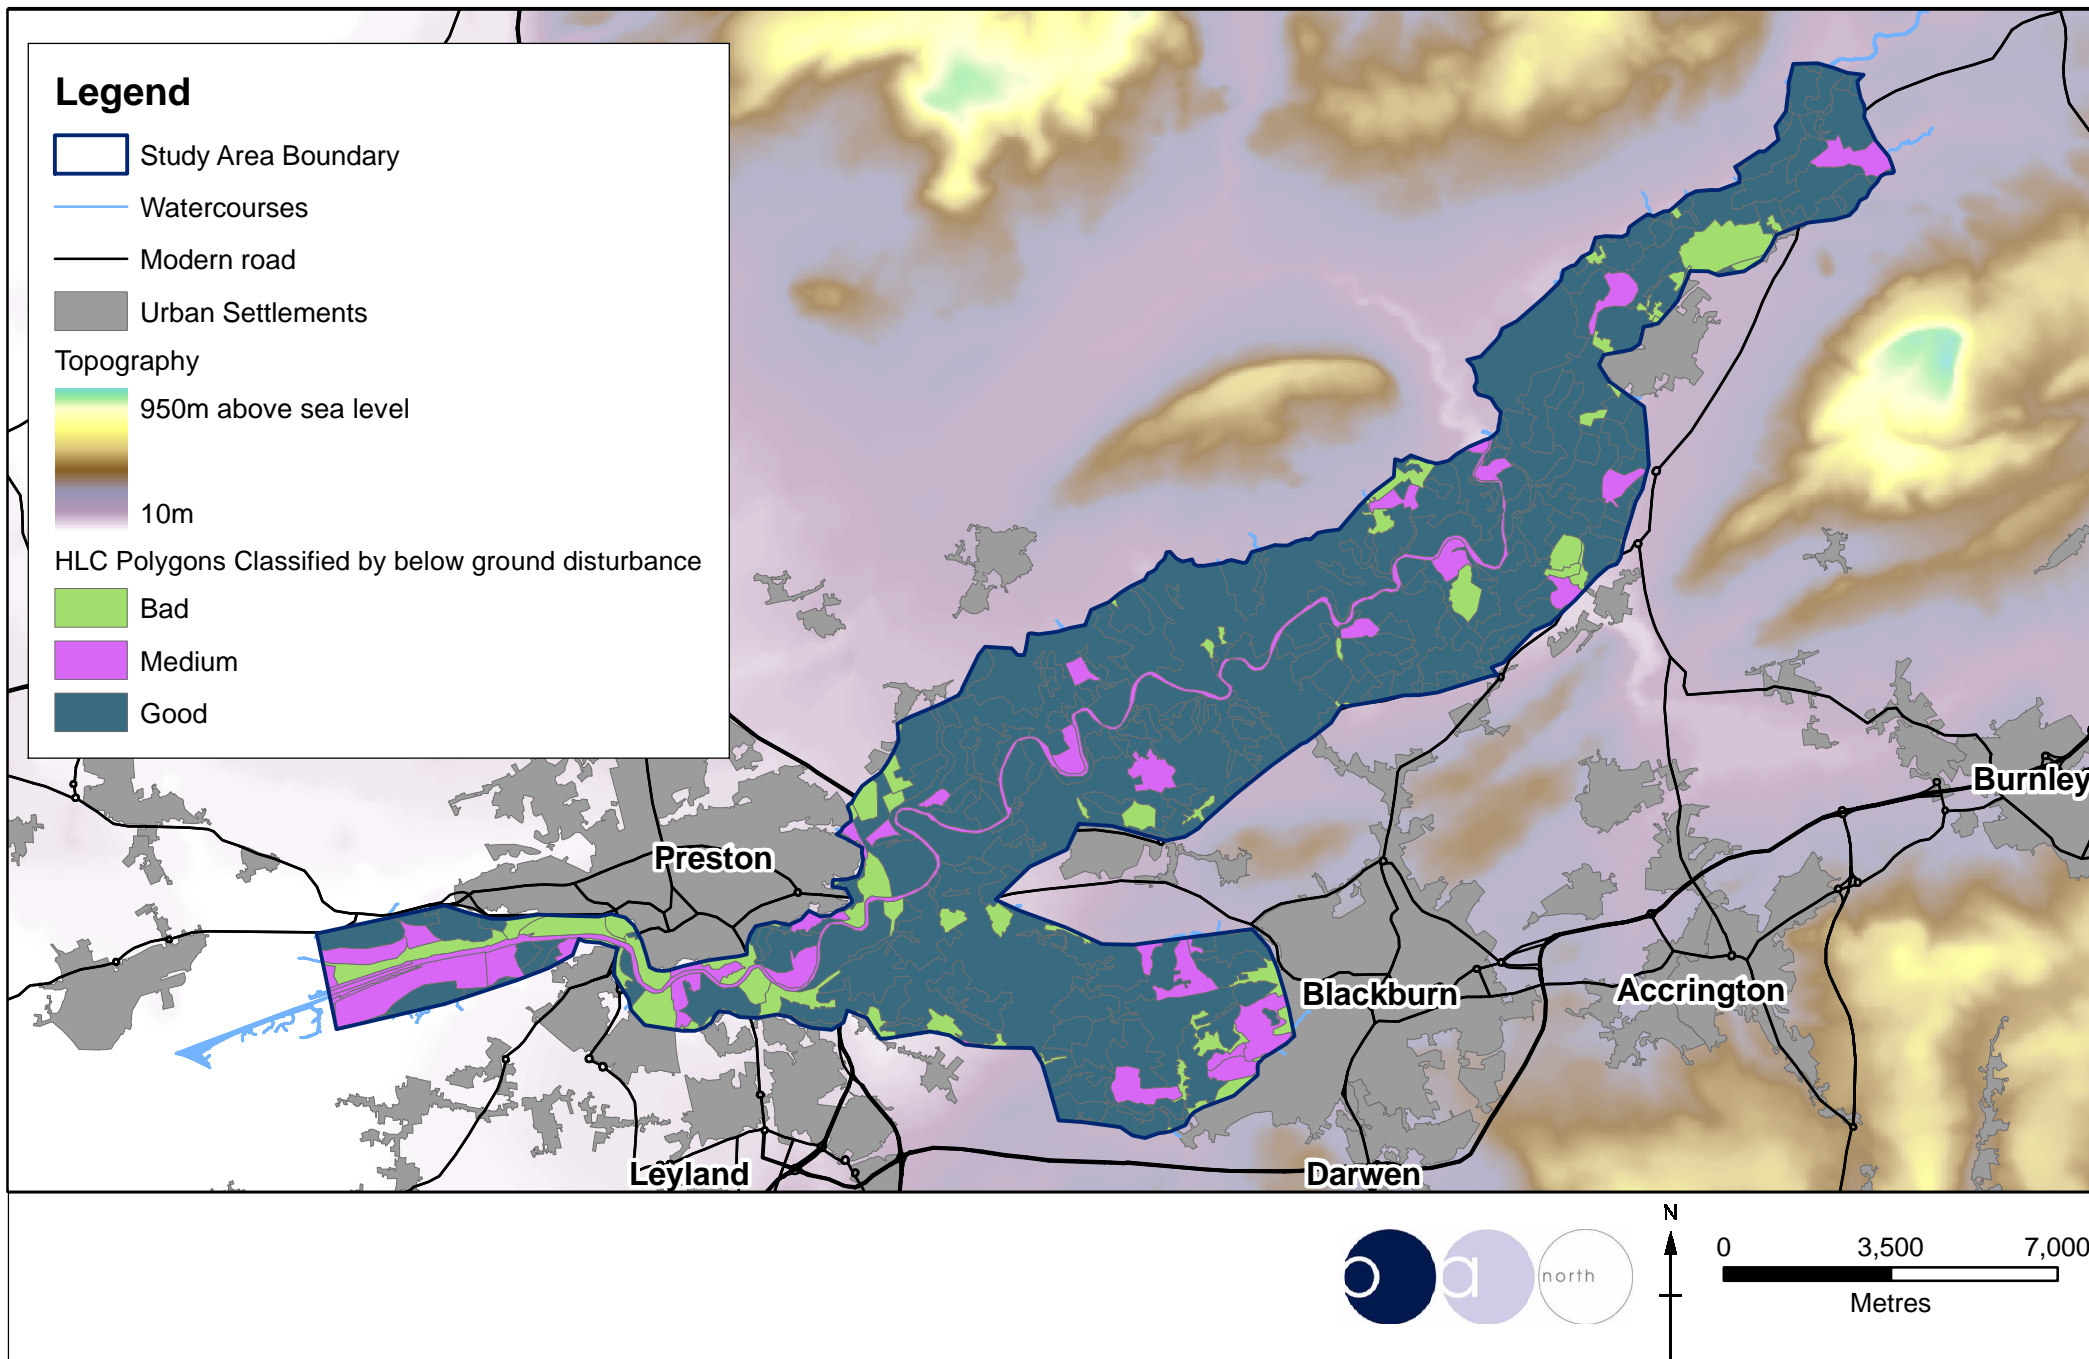 Legend
Study Area Boundary
Watercourses
Modern road
Urban Settlements
Topography
950m above sea level
10m
HLC Polygons Classified by below ground disturbance
Bad
Medium
Good
Burnley
Preston
Blackburn
Accrington
Leyland
Darwen
o a north
N
0 3,500 7,000
Metres